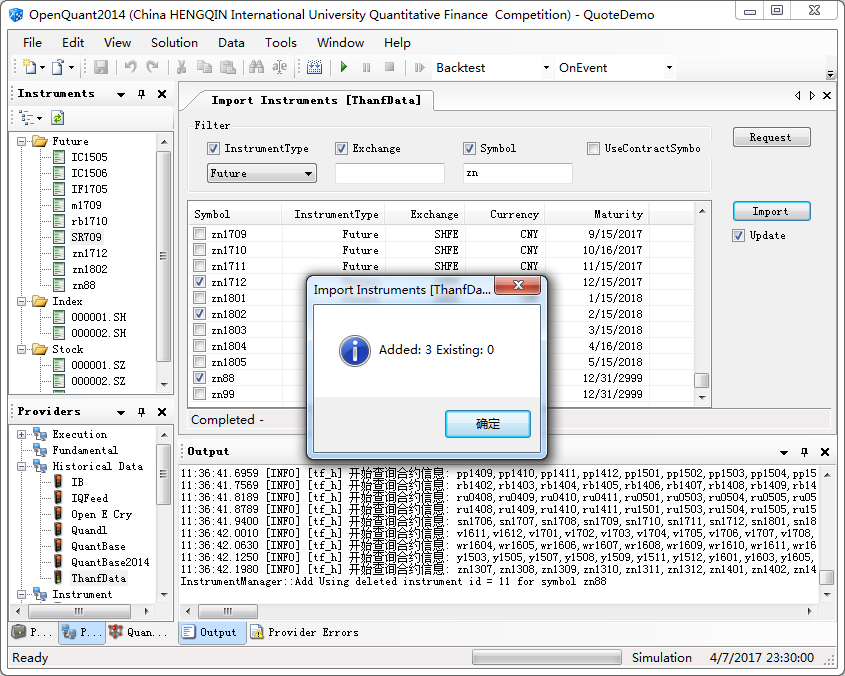 OpenQuant2014 (China HENGQIN International University Quantitative Finance  Competition) - QuoteDemo
File Edit View Solution Data Tools Window Help
Backtest OnEvent
Instruments
Future
IC1505
IC1506
IF1705
m1709
rb1710
SR709
zn1712
zn1802
zn88
Index
000001.SH
000002.SH
Stock
000001.SZ
000002.SZ
Providers
Execution
Fundamental
Historical Data
IB
IQFeed
Open E Cry
Quandl
QuantBase
QuantBase2014
ThanfData
Instrument
P... P... Quan...
Import Instruments [ThanfData]
Filter
InstrumentType Exchange Symbol UseContractSymbo
Future zn
Request
Import
Update
Symbol InstrumentType Exchange Currency Maturity
zn1709 Future SHFE CNY 9/15/2017
zn1710 Future SHFE CNY 10/16/2017
zn1711 Future SHFE CNY 11/15/2017
zn1712 12/15/2017
zn1801 1/15/2018
zn1802 2/15/2018
zn1803 3/15/2018
zn1804 4/16/2018
zn1805 5/15/2018
zn88 12/31/2999
zn99 12/31/2999
Completed -
Import Instruments [ThanfDa...
Added: 3 Existing: 0
确定
Output
11:36:41.6959 [INFO] [tf_h] 开始查询合约信息: pp1409, pp1410, pp1411, pp1412, pp1501, pp1502, pp1503, pp1504, pp15
11:36:41.7569 [INFO] [tf_h] 开始查询合约信息: rb1402, rb1403, rb1404, rb1405, rb1406, rb1407, rb1408, rb1409, rb14
11:36:41.8189 [INFO] [tf_h] 开始查询合约信息: ru0408, ru0409, ru0410, ru0411, ru0501, ru0503, ru0504, ru0505, ru05
11:36:41.8789 [INFO] [tf_h] 开始查询合约信息: ru1408, ru1409, ru1410, ru1411, ru1501, ru1503, ru1504, ru1505, ru15
11:36:41.9400 [INFO] [tf_h] 开始查询合约信息: sn1706, sn1707, sn1708, sn1709, sn1710, sn1711, sn1712, sn1801, sn18
11:36:42.0010 [INFO] [tf_h] 开始查询合约信息: v1611, v1612, v1701, v1702, v1703, v1704, v1705, v1706, v1707, v1708,
11:36:42.0630 [INFO] [tf_h] 开始查询合约信息: wr1604, wr1605, wr1606, wr1607, wr1608, wr1609, wr1610, wr1611, wr16
11:36:42.1250 [INFO] [tf_h] 开始查询合约信息: y1503, y1505, y1507, y1508, y1509, y1511, y1512, y1601, y1603, y1605,
11:36:42.1980 [INFO] [tf_h] 开始查询合约信息: zn1307, zn1308, zn1309, zn1310, zn1311, zn1312, zn1401, zn1402, zn14
InstrumentManager::Add Using deleted instrument id = 11 for symbol zn88
Output Provider Errors
Ready Simulation 4/7/2017 23:30:00